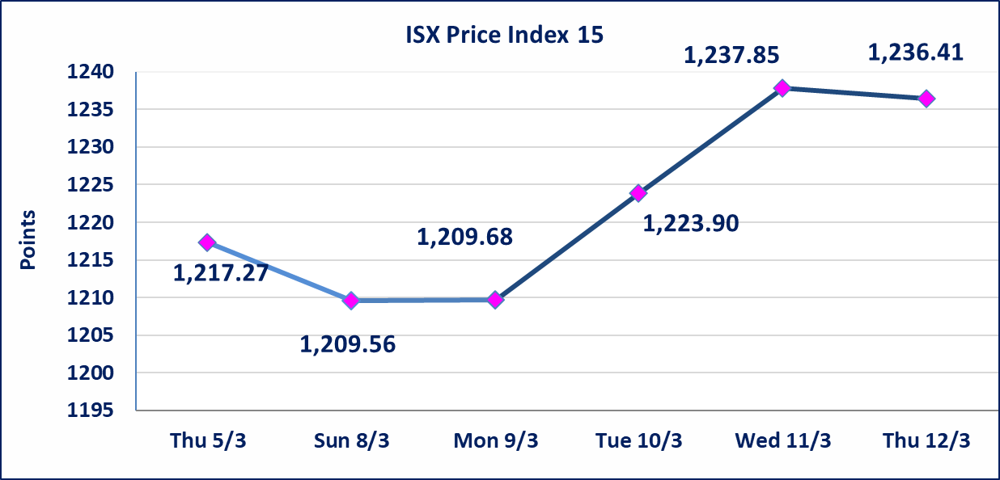 ISX Price Index 15
1,237.85
1,236.41
1240
1235
1230
1225
1220
1215
1210
1205
1200
1195
Points
1,217.27
1,209.56
1,209.68
1,223.90
Thu 5/3
Sun 8/3
Mon 9/3
Tue 10/3
Wed 11/3
Thu 12/3